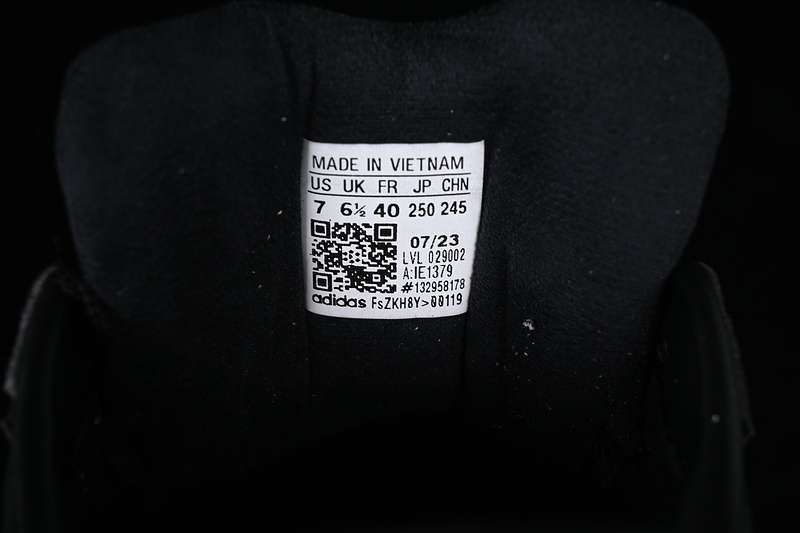 MADE IN VIETNAM
US UK FR JP CHN
7 6½ 40 250 245
07/23
LVL 029002
A:IE1379
#132958178
adidas FsZKH8Y>00119